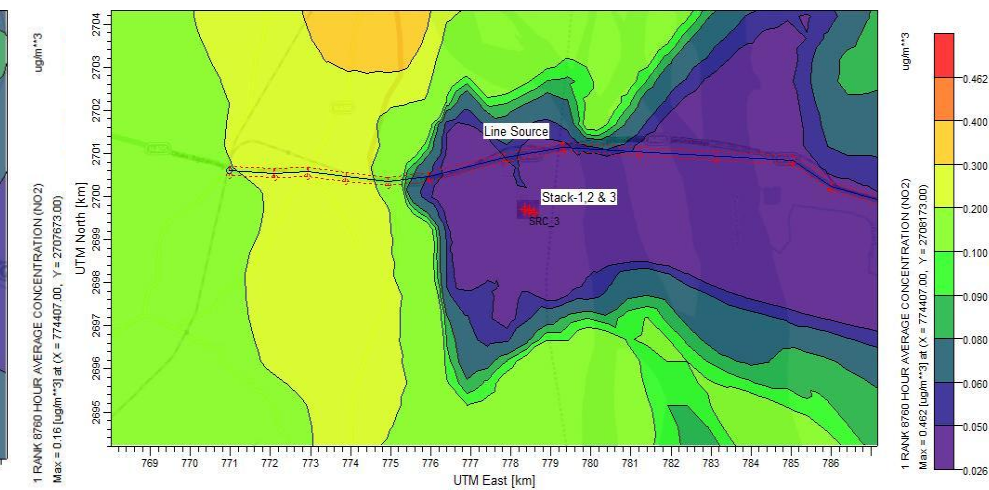 ug/m**3
1 RANK 8760 HOUR AVERAGE CONCENTRATION (NO2)
Max = 0.16 [ug/m**3] at (X = 774407.00, Y = 2707673.00)
UTM North [km]
2704
2703
2702
2701
2700
2699
2698
2697
2696
2695
Line Source
Stack-1,2 & 3
SRC_3
769 770 771 772 773 774 775 776 777 778 779 780 781 782 783 784 785 786
UTM East [km]
ug/m**3
1 RANK 8760 HOUR AVERAGE CONCENTRATION (NO2)
Max = 0.462 [ug/m**3] at (X = 774407.00, Y = 2708173.00)
0.462
0.400
0.300
0.200
0.100
0.090
0.080
0.060
0.050
0.026